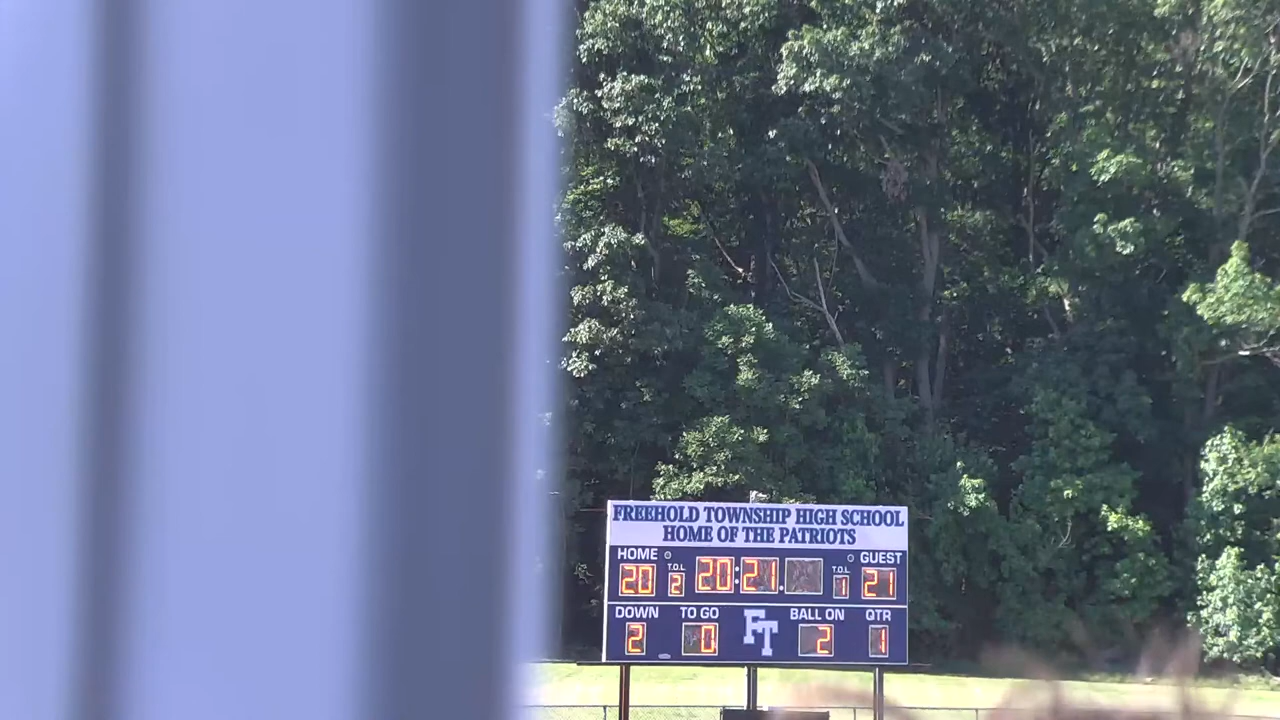 FREEHOLD TOWNSHIP HIGH SCHOOL
HOME OF THE PATRIOTS
HOME T.O.L. T.O.L. GUEST
20 2 20:21. 1 21
DOWN TO GO BALL ON QTR
2 0 FT 2 1